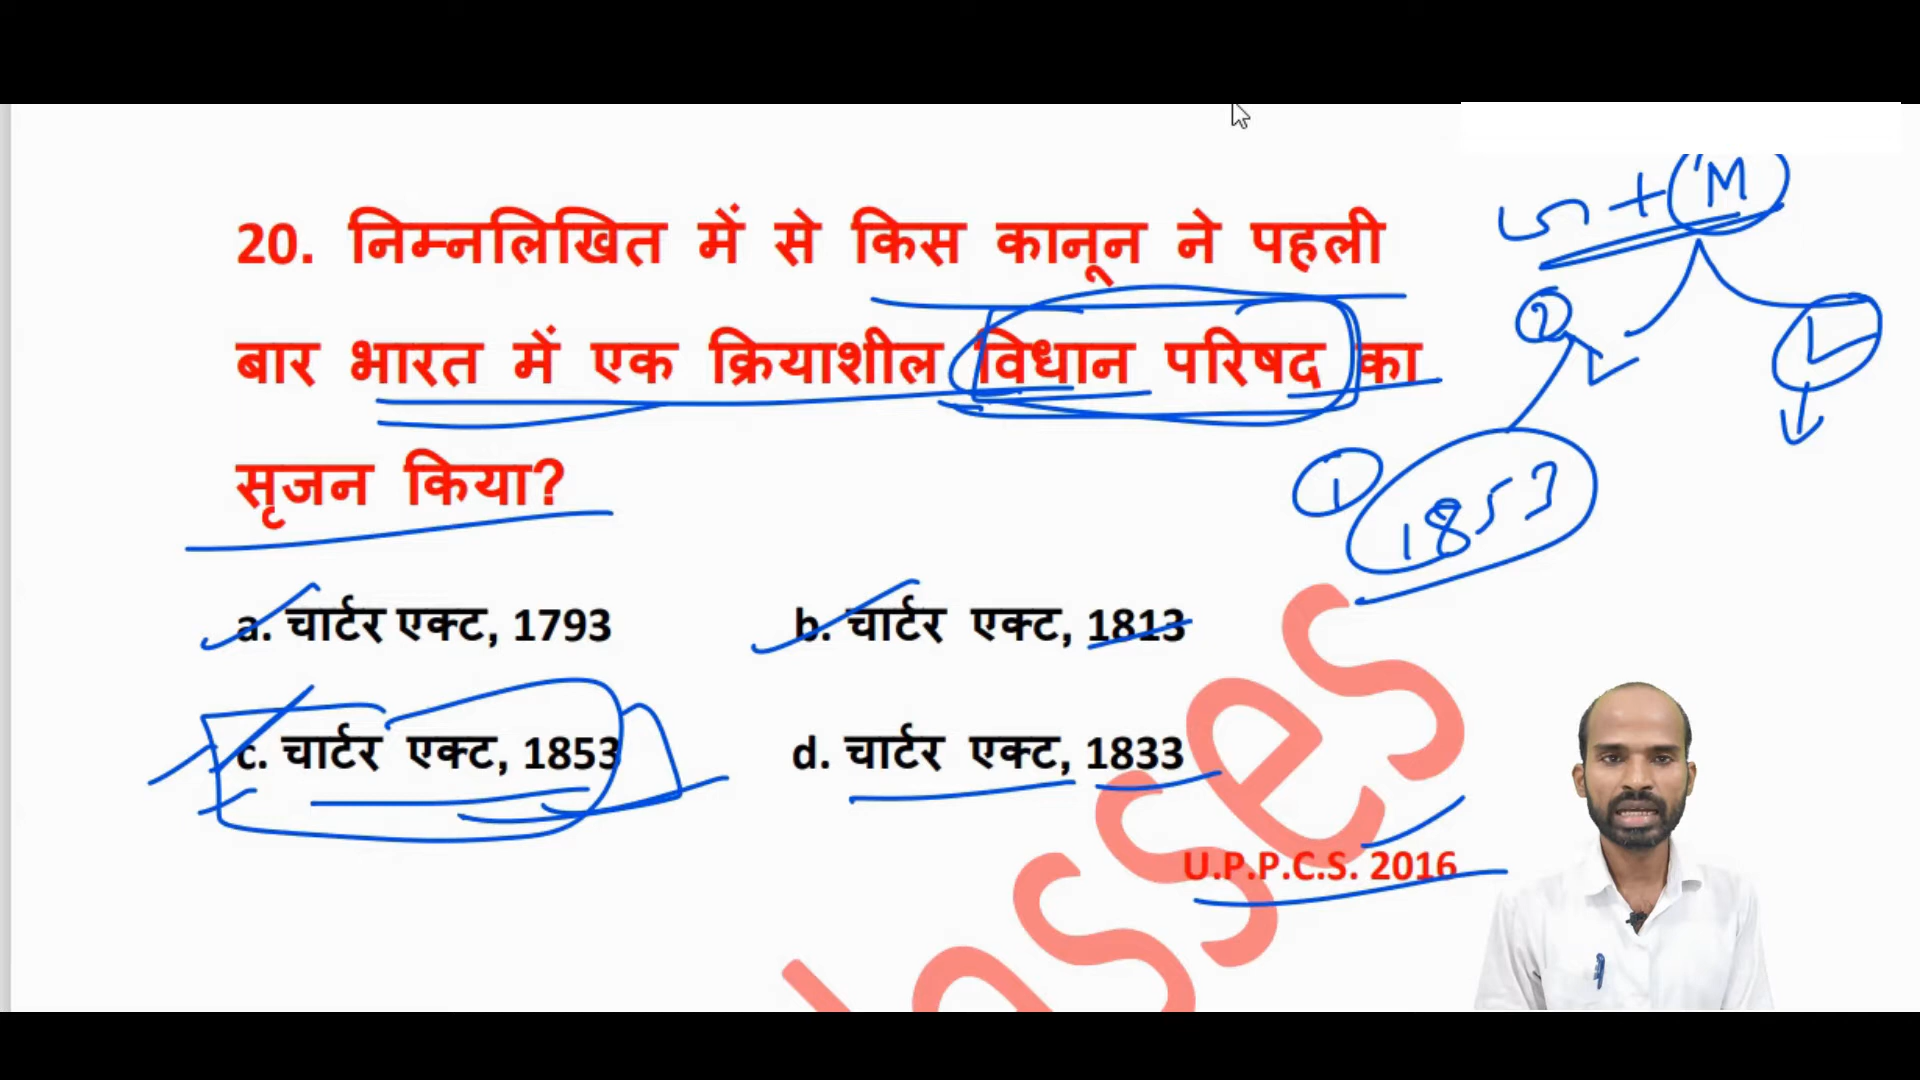 20. निम्नलिखित में से किस कानून ने पहली
बार भारत में एक क्रियाशील विधान परिषद का
सृजन किया?
a. चार्टर एक्ट, 1793
b. चार्टर एक्ट, 1813
c. चार्टर एक्ट, 1853
d. चार्टर एक्ट, 1833
U.P.P.C.S. 2016
+ M
L
1
1853